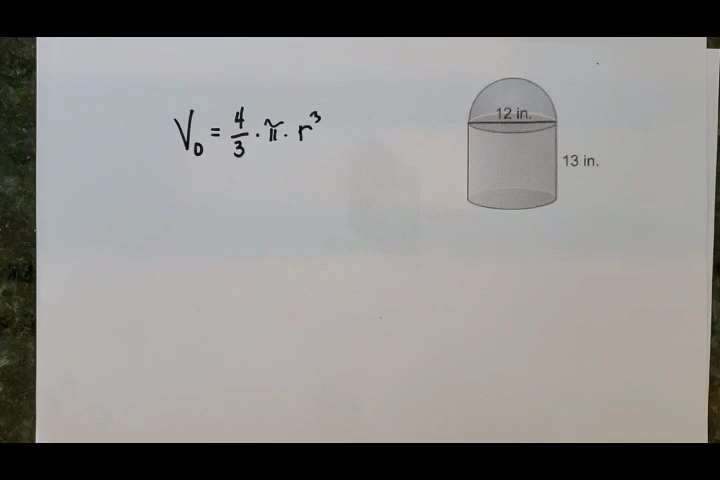 V₀ = 4/3 · π · r³
12 in.
13 in.